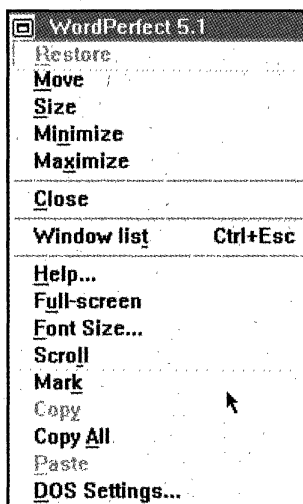 WordPerfect 5.1
Restore
Move
Size
Minimize
Maximize
Close
Window list Ctrl+Esc
Help...
Full-screen
Font Size...
Scroll
Mark
Copy
Copy All
Paste
DOS Settings...